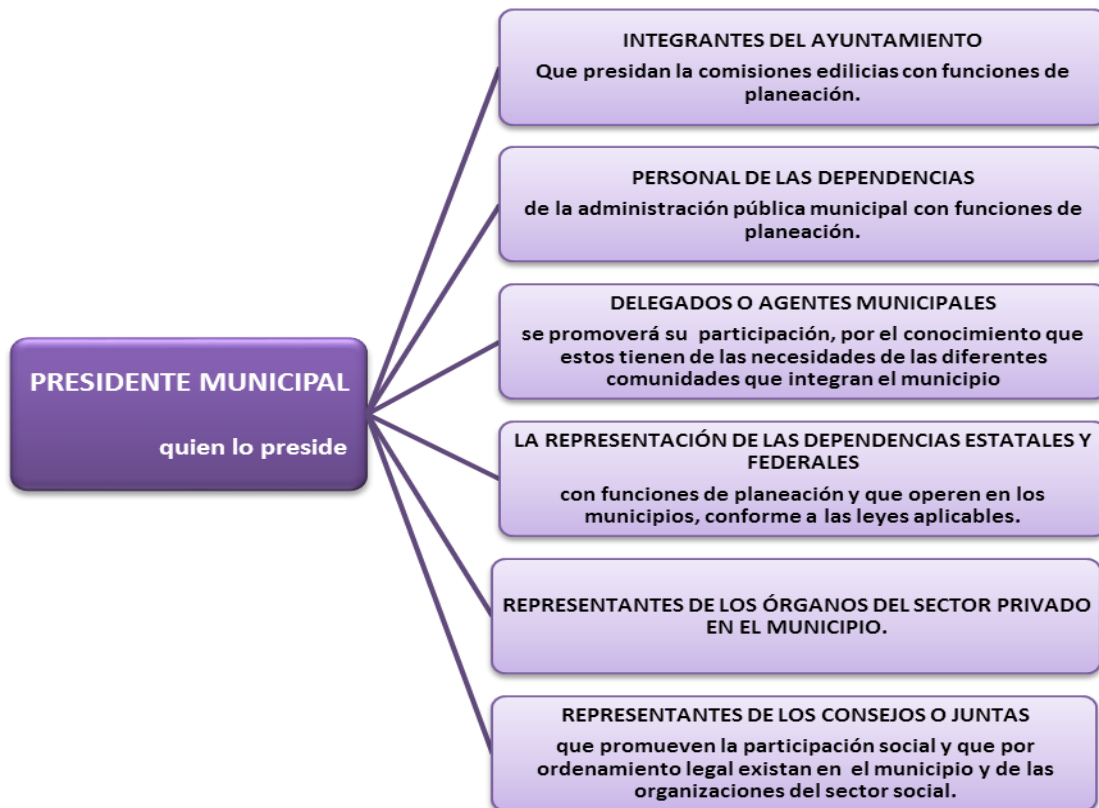 INTEGRANTES DEL AYUNTAMIENTO
Que presidan la comisiones edilicias con funciones de
planeación.
PERSONAL DE LAS DEPENDENCIAS
de la administración pública municipal con funciones de
planeación.
DELEGADOS O AGENTES MUNICIPALES
se promoverá su participación, por el conocimiento que
estos tienen de las necesidades de las diferentes
comunidades que integran el municipio
PRESIDENTE MUNICIPAL
quien lo preside
LA REPRESENTACIÓN DE LAS DEPENDENCIAS ESTATALES Y
FEDERALES
con funciones de planeación y que operen en los
municipios, conforme a las leyes aplicables.
REPRESENTANTES DE LOS ÓRGANOS DEL SECTOR PRIVADO
EN EL MUNICIPIO.
REPRESENTANTES DE LOS CONSEJOS O JUNTAS
que promueven la participación social y que por
ordenamiento legal existan en el municipio y de las
organizaciones del sector social.